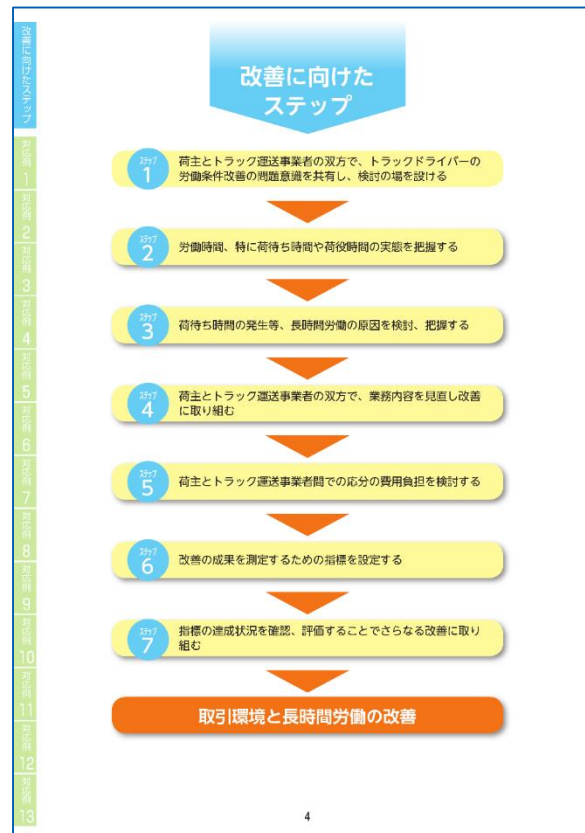 改善に向けたステップ
対応例
1
対応例
2
対応例
3
対応例
4
対応例
5
対応例
6
対応例
7
対応例
8
対応例
9
対応例
10
対応例
11
対応例
12
対応例
13
改善に向けた
ステップ
ステップ
1
荷主とトラック運送事業者の双方で、トラックドライバーの
労働条件改善の問題意識を共有し、検討の場を設ける
ステップ
2
労働時間、特に荷待ち時間や荷役時間の実態を把握する
ステップ
3
荷待ち時間の発生等、長時間労働の原因を検討、把握する
ステップ
4
荷主とトラック運送事業者の双方で、業務内容を見直し改善
に取り組む
ステップ
5
荷主とトラック運送事業者間での応分の費用負担を検討する
ステップ
6
改善の成果を測定するための指標を設定する
ステップ
7
指標の達成状況を確認、評価することでさらなる改善に取り
組む
取引環境と長時間労働の改善
4